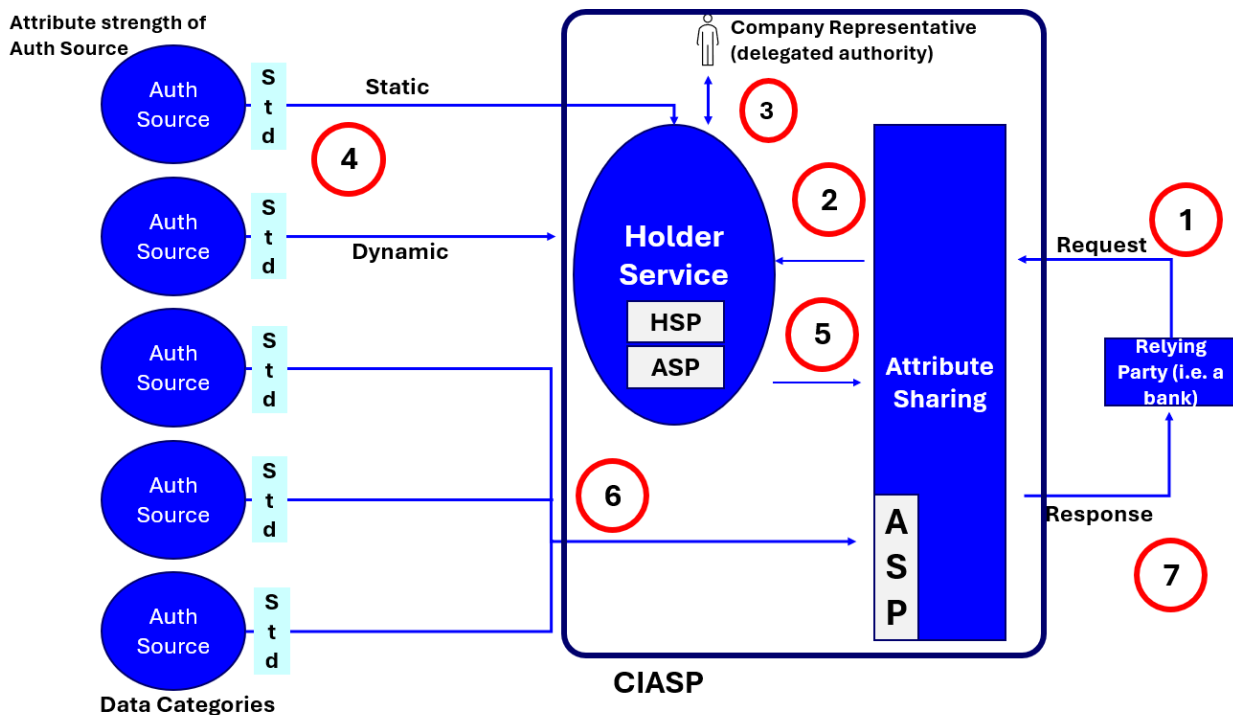 Attribute strength of
Auth Source
Company Representative
(delegated authority)
Auth
Source
S
t
d
Static
3
4
Auth
Source
S
t
d
Dynamic
2
1
Request
Holder
Service
HSP
ASP
5
Auth
Source
S
t
d
Attribute
Sharing
Relying
Party (i.e. a
bank)
Auth
Source
S
t
d
6
A
S
P
Response
7
Auth
Source
S
t
d
CIASP
Data Categories